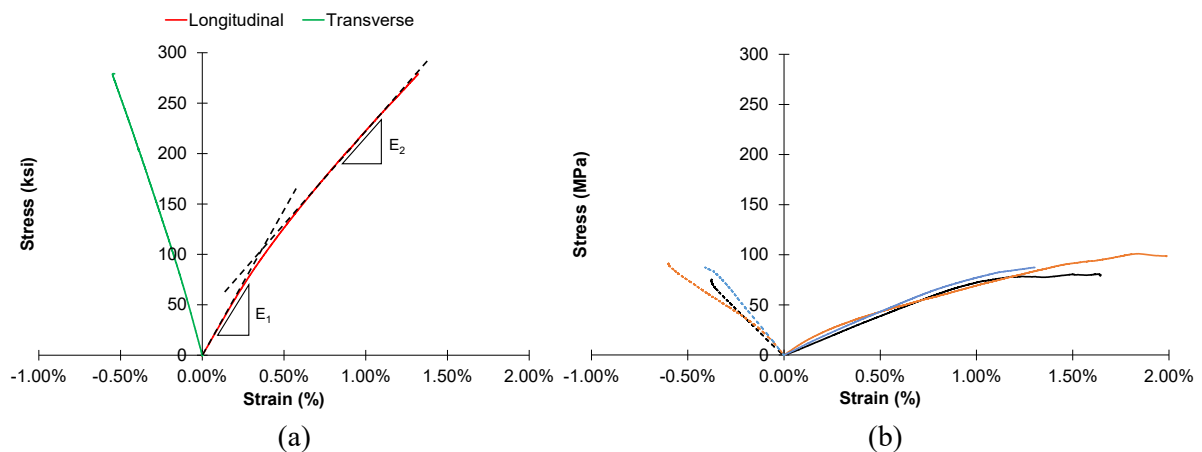 Longitudinal Transverse
300
250
200
150
100
50
0
Stress (ksi)
E1
E2
-1.00% -0.50% 0.00% 0.50% 1.00% 1.50% 2.00%
Strain (%)
(a)
300
250
200
150
100
50
0
Stress (MPa)
-1.00% -0.50% 0.00% 0.50% 1.00% 1.50% 2.00%
Strain (%)
(b)